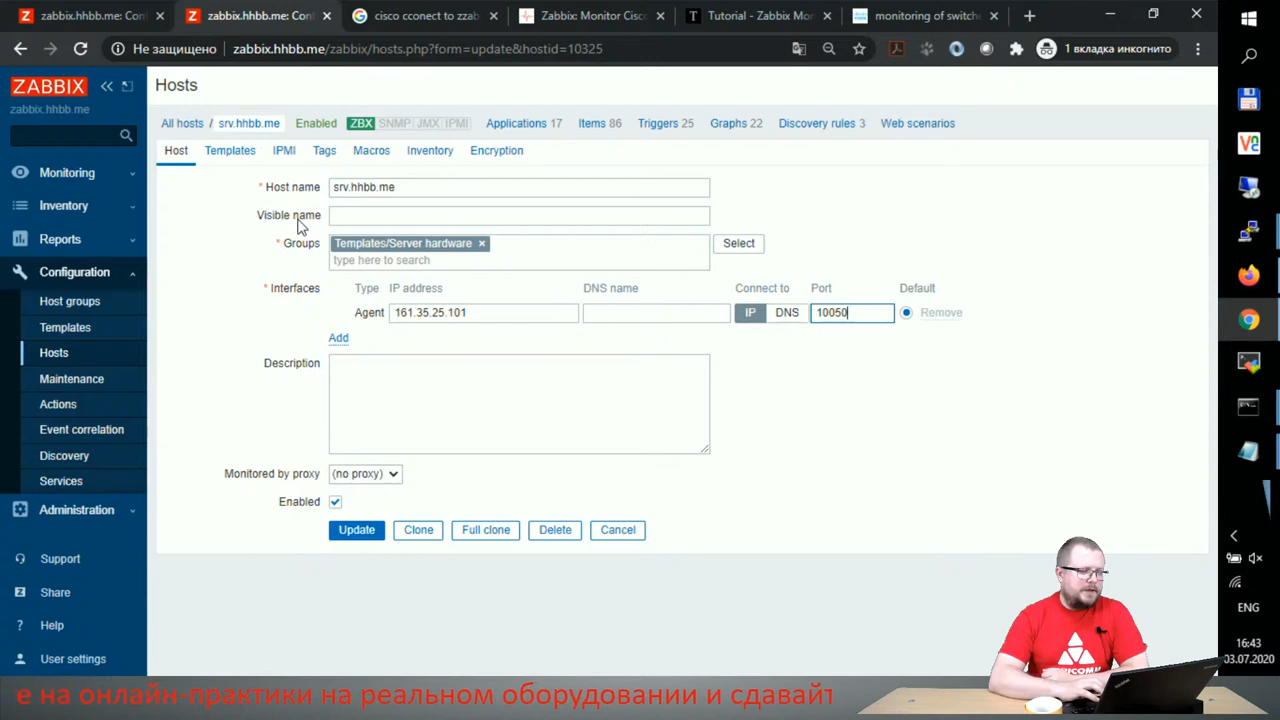 zabbix.hhbb.me: Con
zabbix.hhbb.me: Con
cisco cconect to zzab
Zabbix: Monitor Cisc
Tutorial - Zabbix Mo
monitoring of switche
Не защищено
zabbix.hhbb.me/zabbix/hosts.php?form=update&hostid=10325
1 вкладка инкогнито
ZABBIX
zabbix.hhbb.me
Monitoring
Inventory
Reports
Configuration
Host groups
Templates
Hosts
Maintenance
Actions
Event correlation
Discovery
Services
Administration
Support
Share
Help
User settings
Hosts
All hosts / srv.hhbb.me Enabled ZBX SNMP JMX IPMI Applications 17 Items 86 Triggers 25 Graphs 22 Discovery rules 3 Web scenarios
Host Templates IPMI Tags Macros Inventory Encryption
* Host name srv.hhbb.me
Visible name
* Groups Templates/Server hardware Select
type here to search
* Interfaces Type IP address DNS name Connect to Port Default
Agent 161.35.25.101 IP DNS 10050 Remove
Add
Description
Monitored by proxy (no proxy)
Enabled
Update Clone Full clone Delete Cancel
ENG
16:43
03.07.2020
е на онлайн-практики на реальном оборудовании и сдавайт